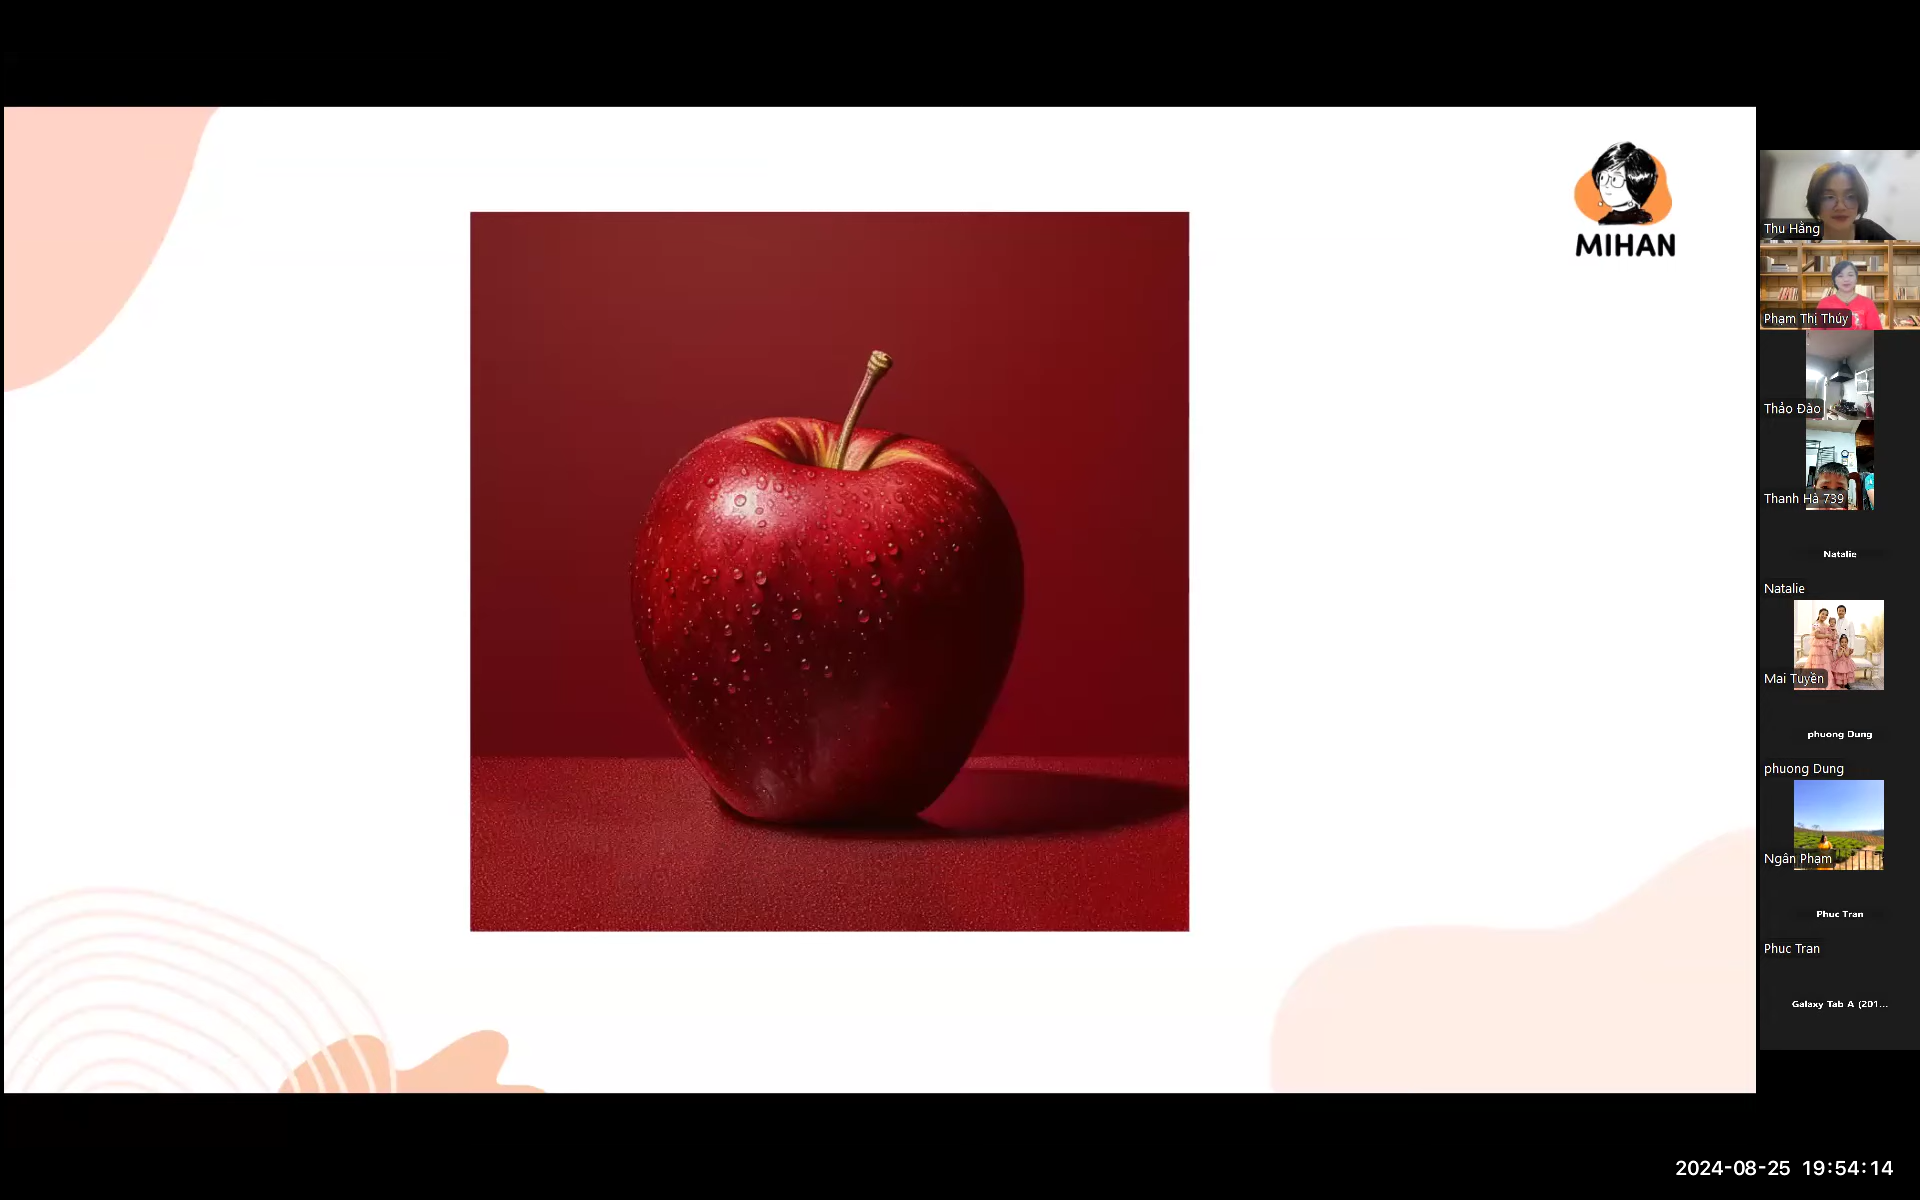 MIHAN
Thu Hằng
Phạm Thị Thúy
Thảo Đào
Thanh Hà 739
Natalie
Natalie
Mai Tuyền
phuong Dung
phuong Dung
Ngân Phạm
Phuc Tran
Phuc Tran
Galaxy Tab A (201...
2024-08-25 19:54:14